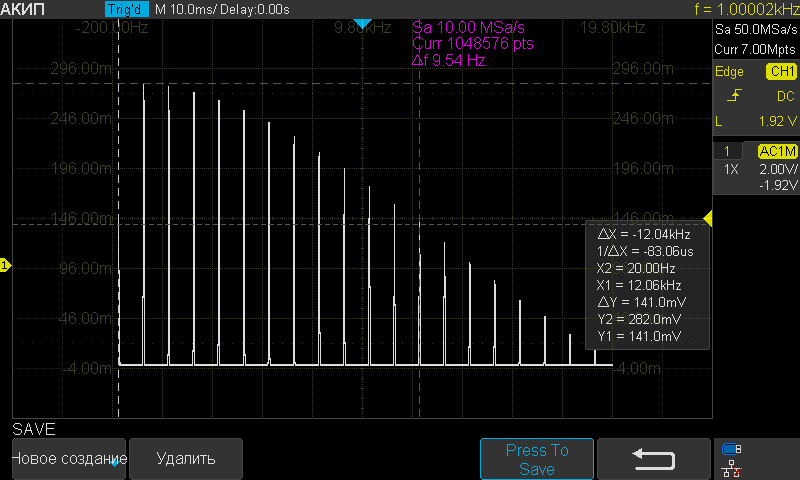 АКИП Trig'd M 10.0ms/ Delay:0.00s f = 1.00002kHz
-200.00Hz 9.80kHz 19.80kHz
Sa 10.00 MSa/s
Curr 1048576 pts
Δf 9.54 Hz
Sa 50.0MSa/s
Curr 7.00Mpts
Edge CH1
DC
L 1.92 V
1 AC1M
1X 2.00V/
-1.92V
296.00m 296.00m
246.00m 246.00m
196.00m 196.00m
146.00m 146.00m
96.00m
46.00m
-4.00m -4.00m
1
ΔX = -12.04kHz
1/ΔX = -83.06us
X2 = 20.00Hz
X1 = 12.06kHz
ΔY = 141.0mV
Y2 = 282.0mV
Y1 = 141.0mV
SAVE
Новое создание Удалить Press To
Save